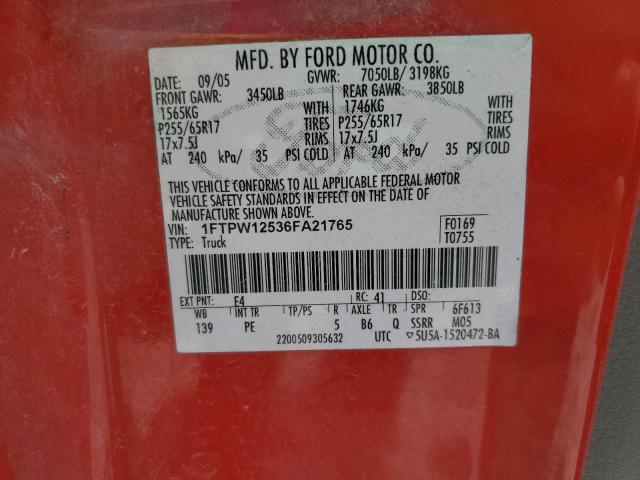 MFD. BY FORD MOTOR CO.
DATE: 09/05 GVWR: 7050LB/ 3198KG
FRONT GAWR: 3450LB REAR GAWR: 3850LB
1565KG WITH 1746KG WITH
P255/65R17 TIRES P255/65R17 TIRES
17x7.5J RIMS 17x7.5J RIMS
AT 240 kPa/ 35 PSI COLD AT 240 kPa/ 35 PSI COLD
THIS VEHICLE CONFORMS TO ALL APPLICABLE FEDERAL MOTOR
VEHICLE SAFETY STANDARDS IN EFFECT ON THE DATE OF
MANUFACTURE SHOWN ABOVE.
VIN: 1FTPW12536FA21765 F0169
TYPE: Truck T0755
EXT PNT: E4 RC: 41 DSO:
WB INT TR TP/PS R AXLE TR SPR 6F613
139 PE 5 B6 Q SSRR M05
2200509305632 UTC ▽5U5A-1520472-BA